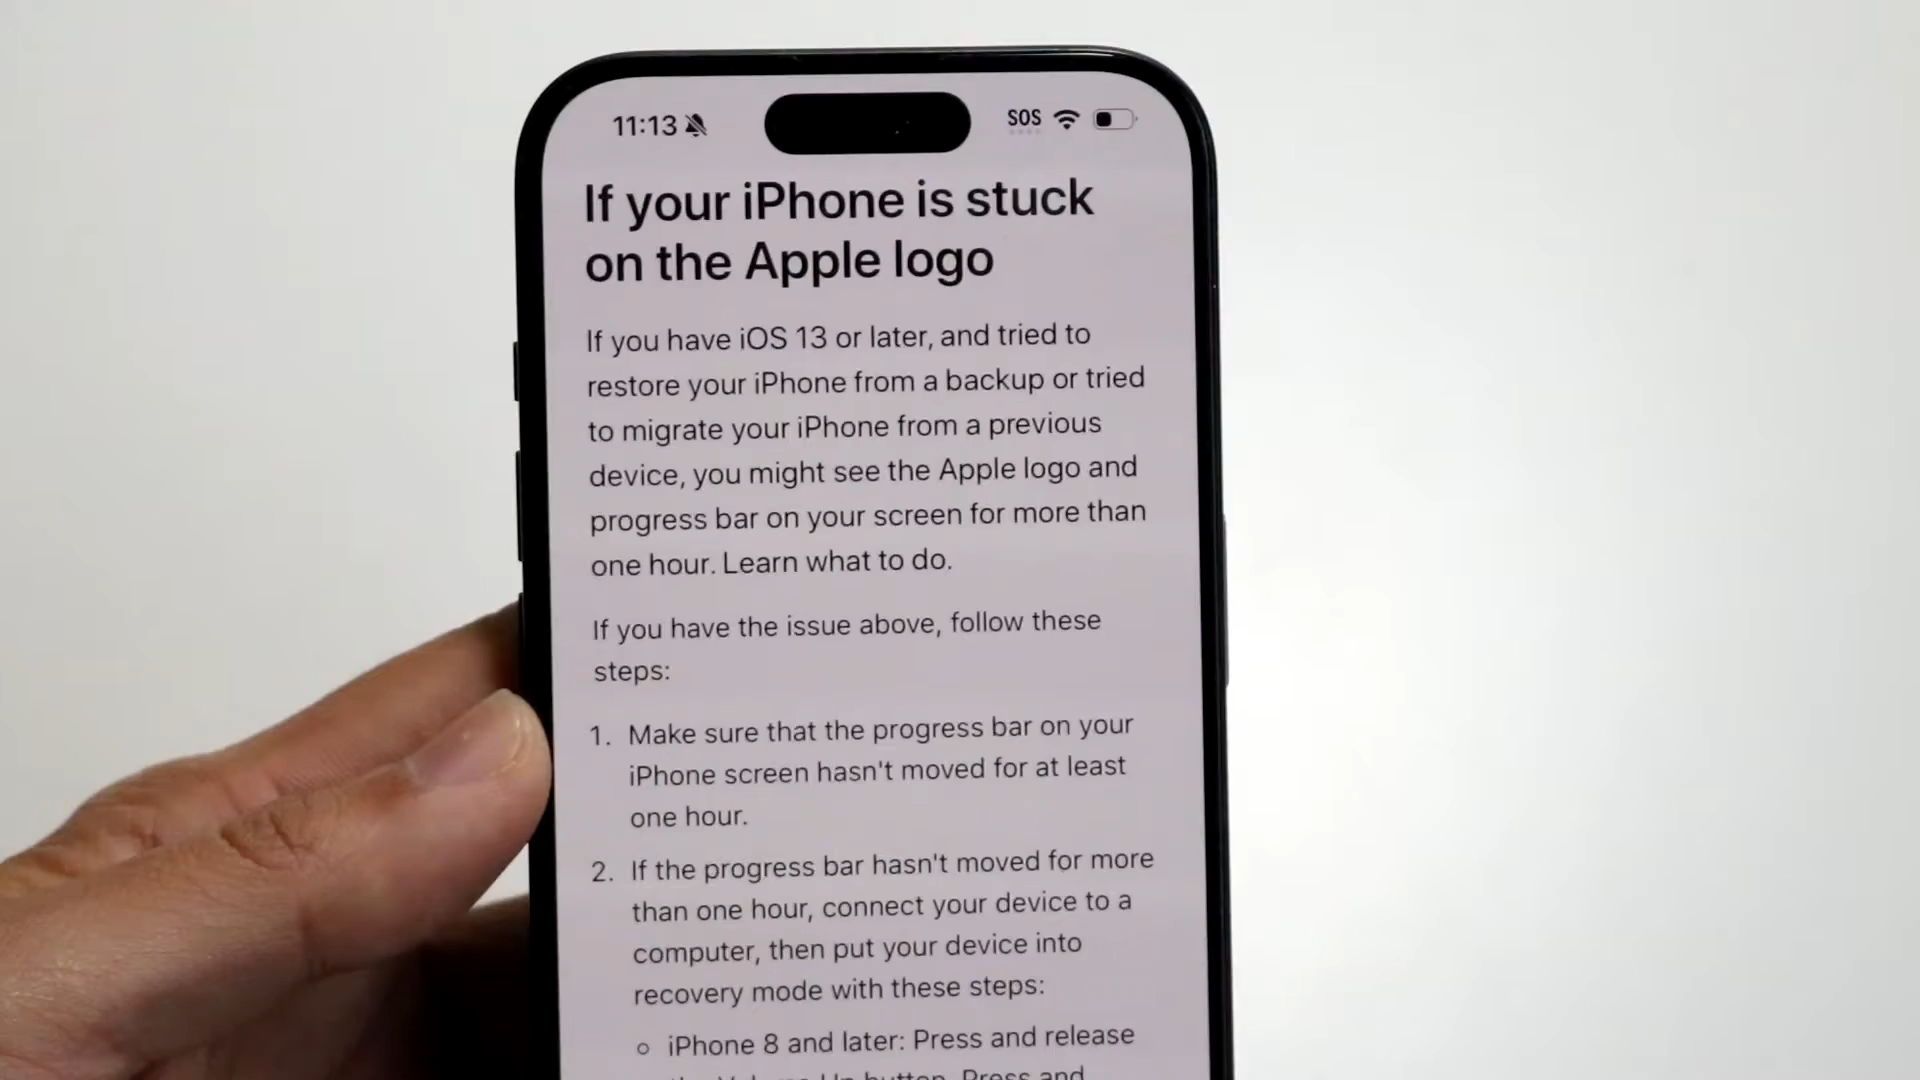 11:13
SOS
If your iPhone is stuck
on the Apple logo
If you have iOS 13 or later, and tried to
restore your iPhone from a backup or tried
to migrate your iPhone from a previous
device, you might see the Apple logo and
progress bar on your screen for more than
one hour. Learn what to do.
If you have the issue above, follow these
steps:
1. Make sure that the progress bar on your
iPhone screen hasn't moved for at least
one hour.
2. If the progress bar hasn't moved for more
than one hour, connect your device to a
computer, then put your device into
recovery mode with these steps:
○ iPhone 8 and later: Press and release
the Volume Up button. Press and